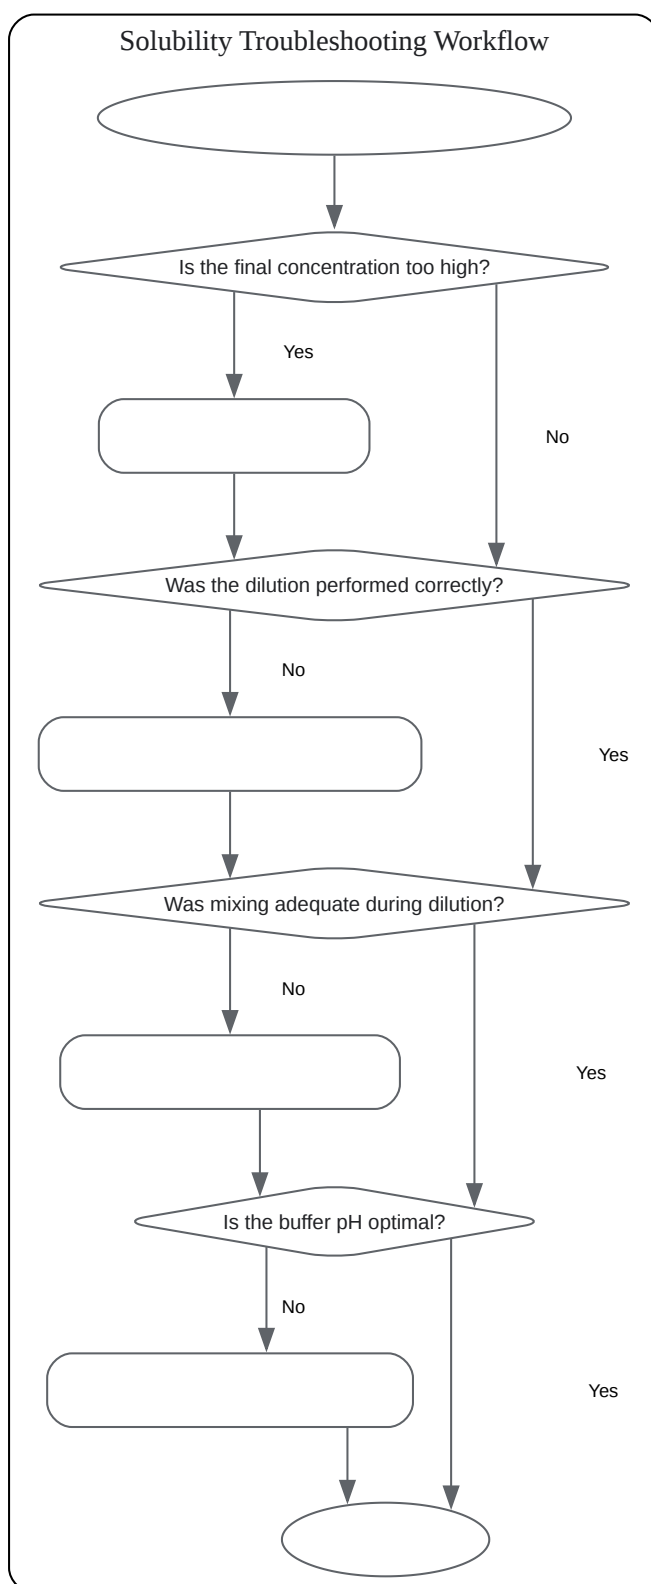 Solubility Troubleshooting Workflow
Is the final concentration too high?
Yes
No
Was the dilution performed correctly?
No
Yes
Was mixing adequate during dilution?
No
Yes
Is the buffer pH optimal?
No
Yes